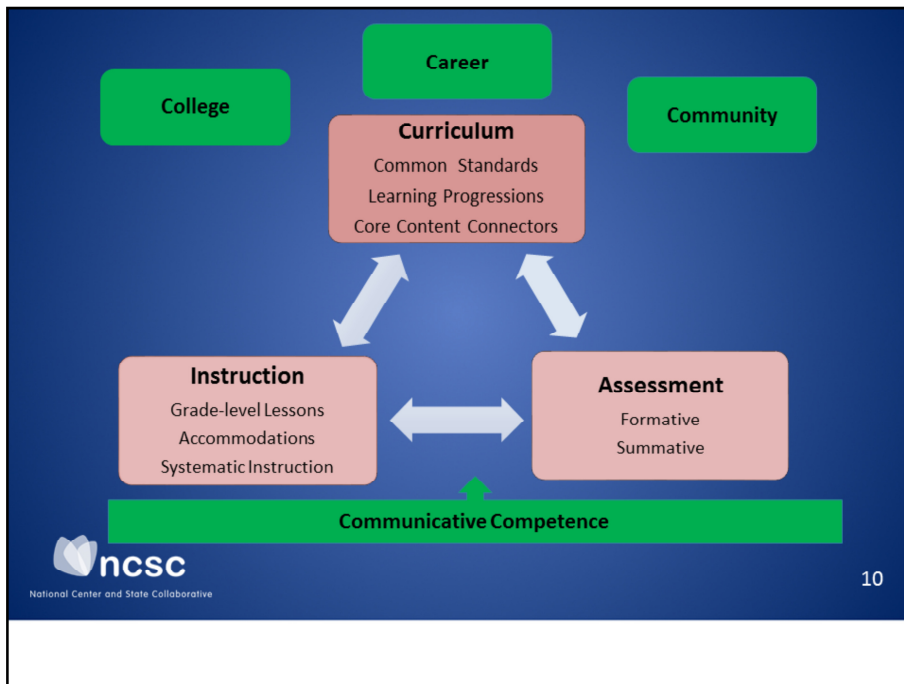 Career
College
Community
Curriculum
Common Standards
Learning Progressions
Core Content Connectors
Instruction
Grade-level Lessons
Accommodations
Systematic Instruction
Assessment
Formative
Summative
Communicative Competence
ncsc
National Center and State Collaborative
10